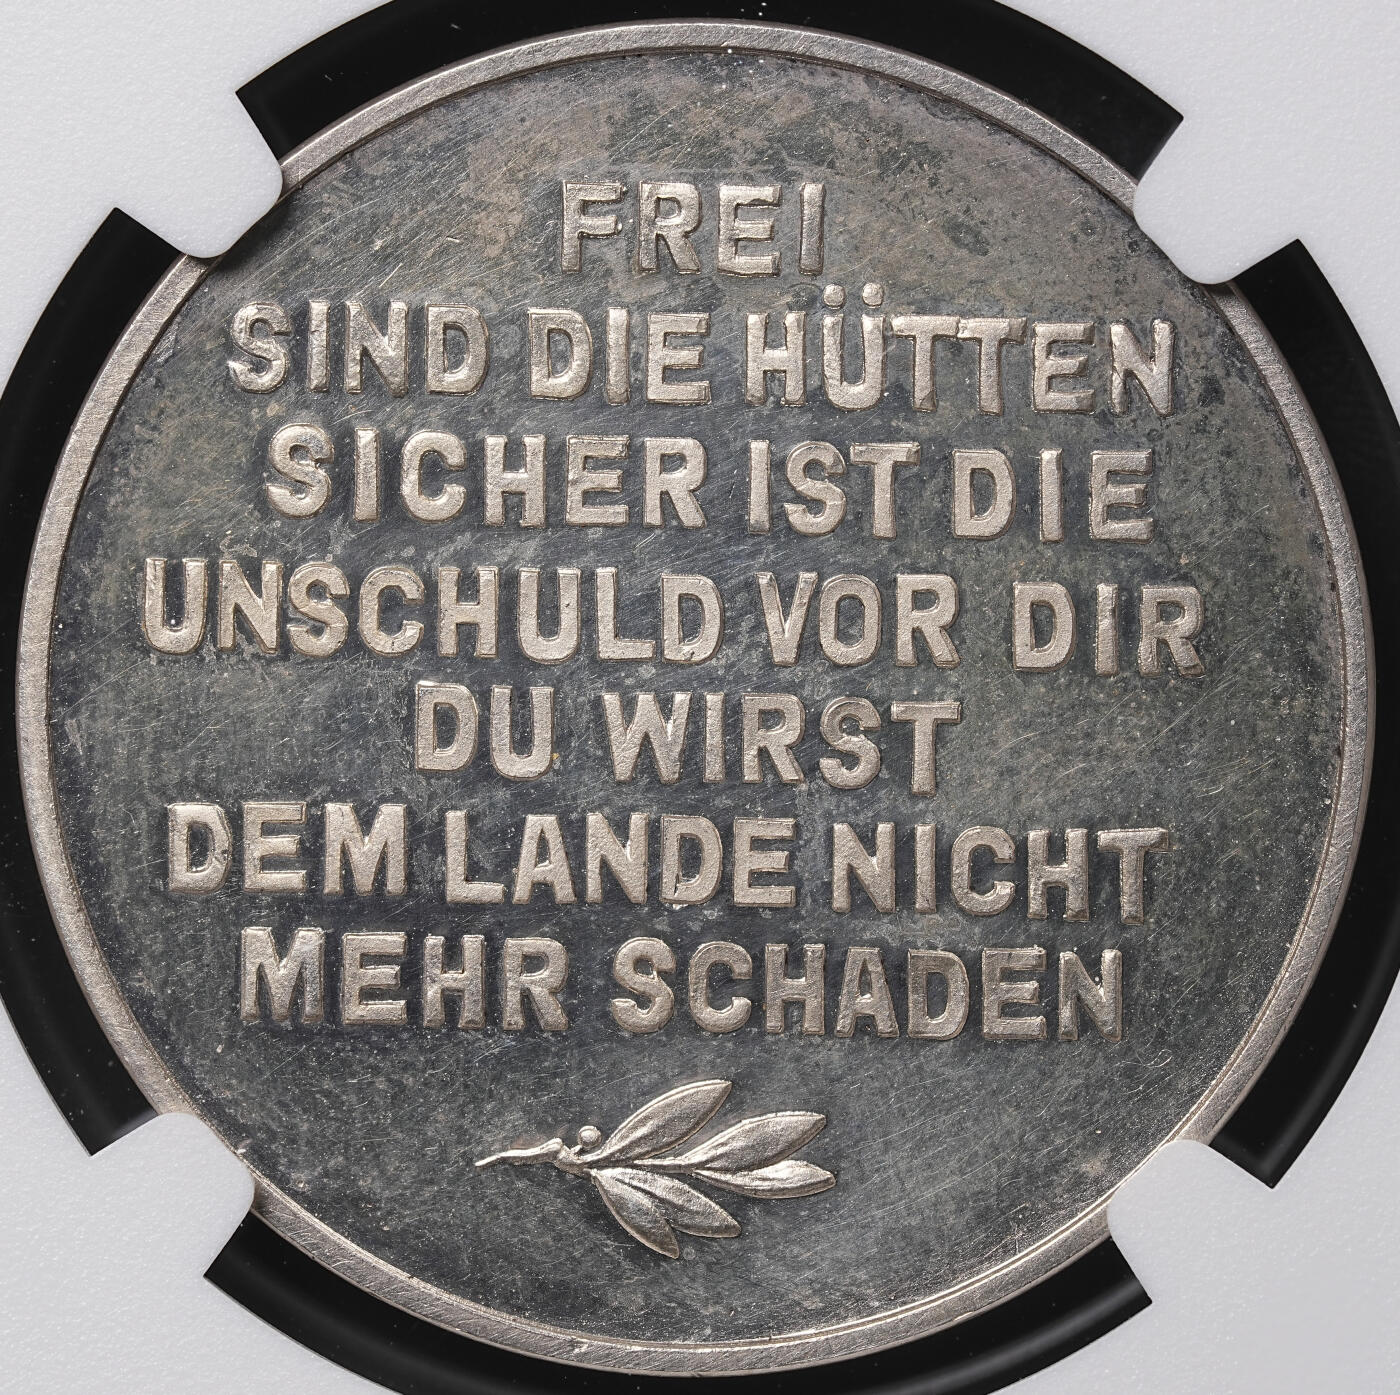 FREI
SIND DIE HÜTTEN
SICHER IST DIE
UNSCHULD VOR DIR
DU WIRST
DEM LANDE NICHT
MEHR SCHADEN